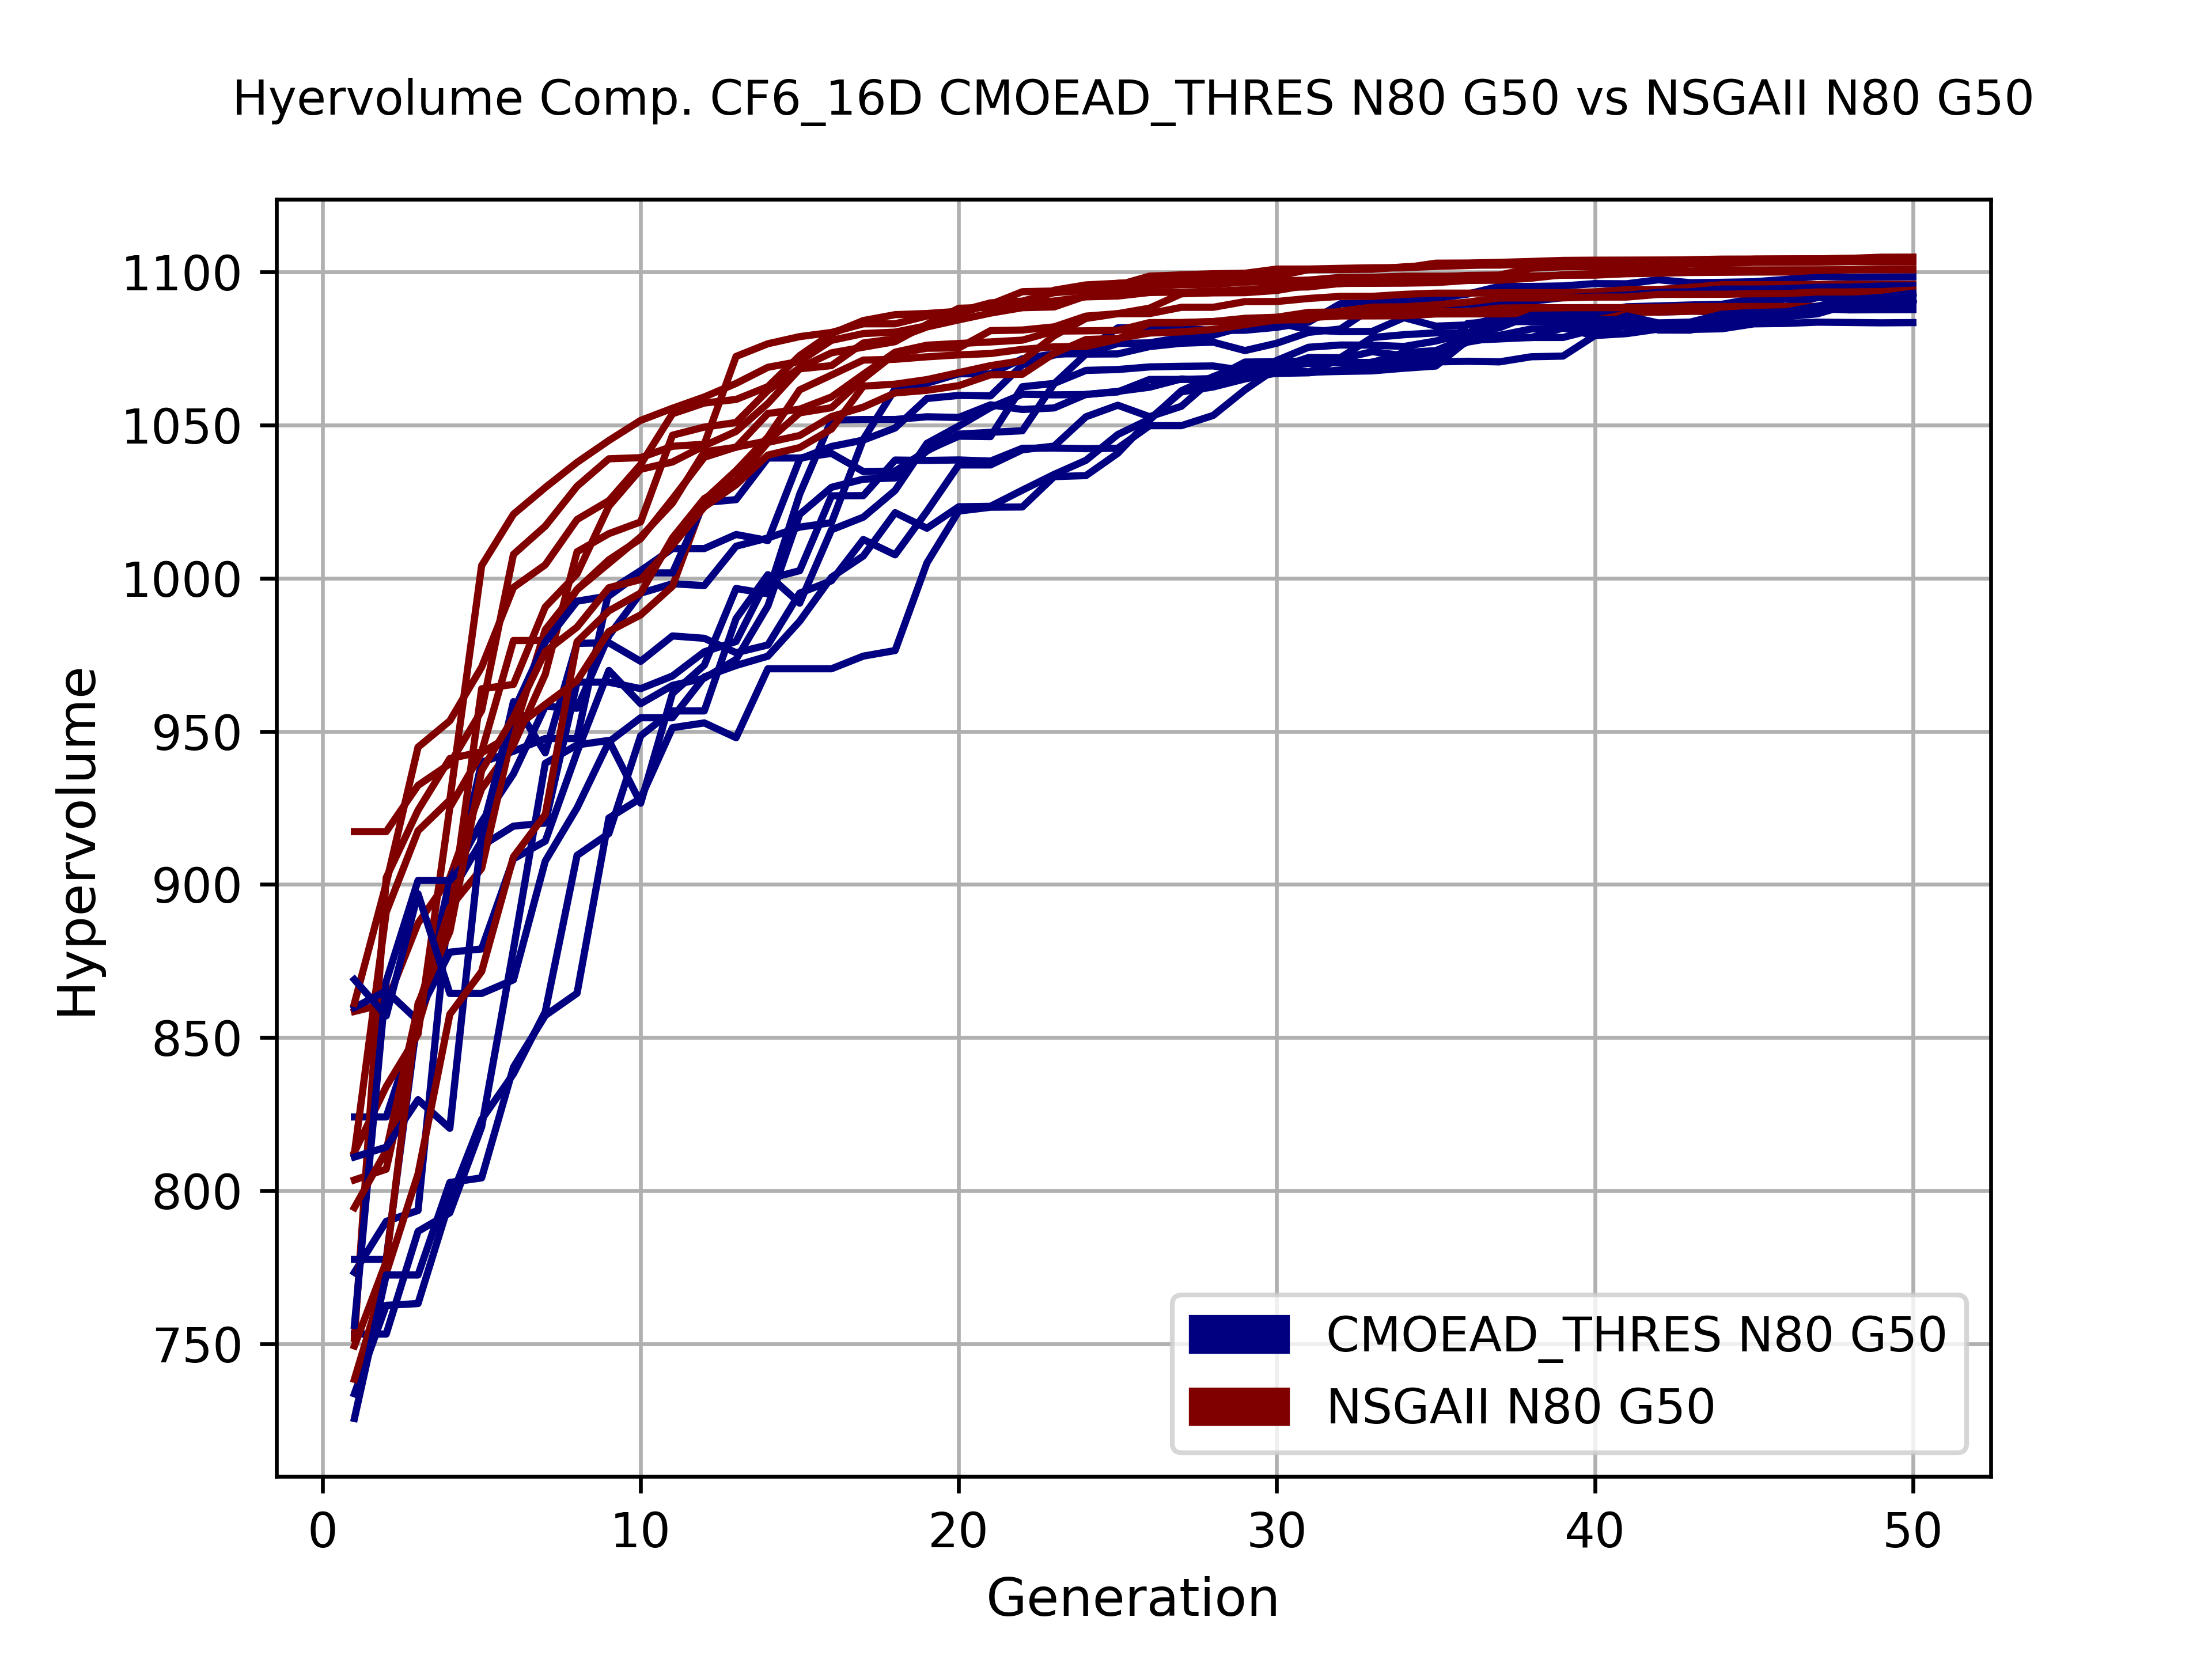 Hyervolume Comp. CF6_16D CMOEAD_THRES N80 G50 vs NSGAII N80 G50
1100
1050
1000
950
900
850
800
750
Hypervolume
CMOEAD_THRES N80 G50
NSGAII N80 G50
0 10 20 30 40 50
Generation